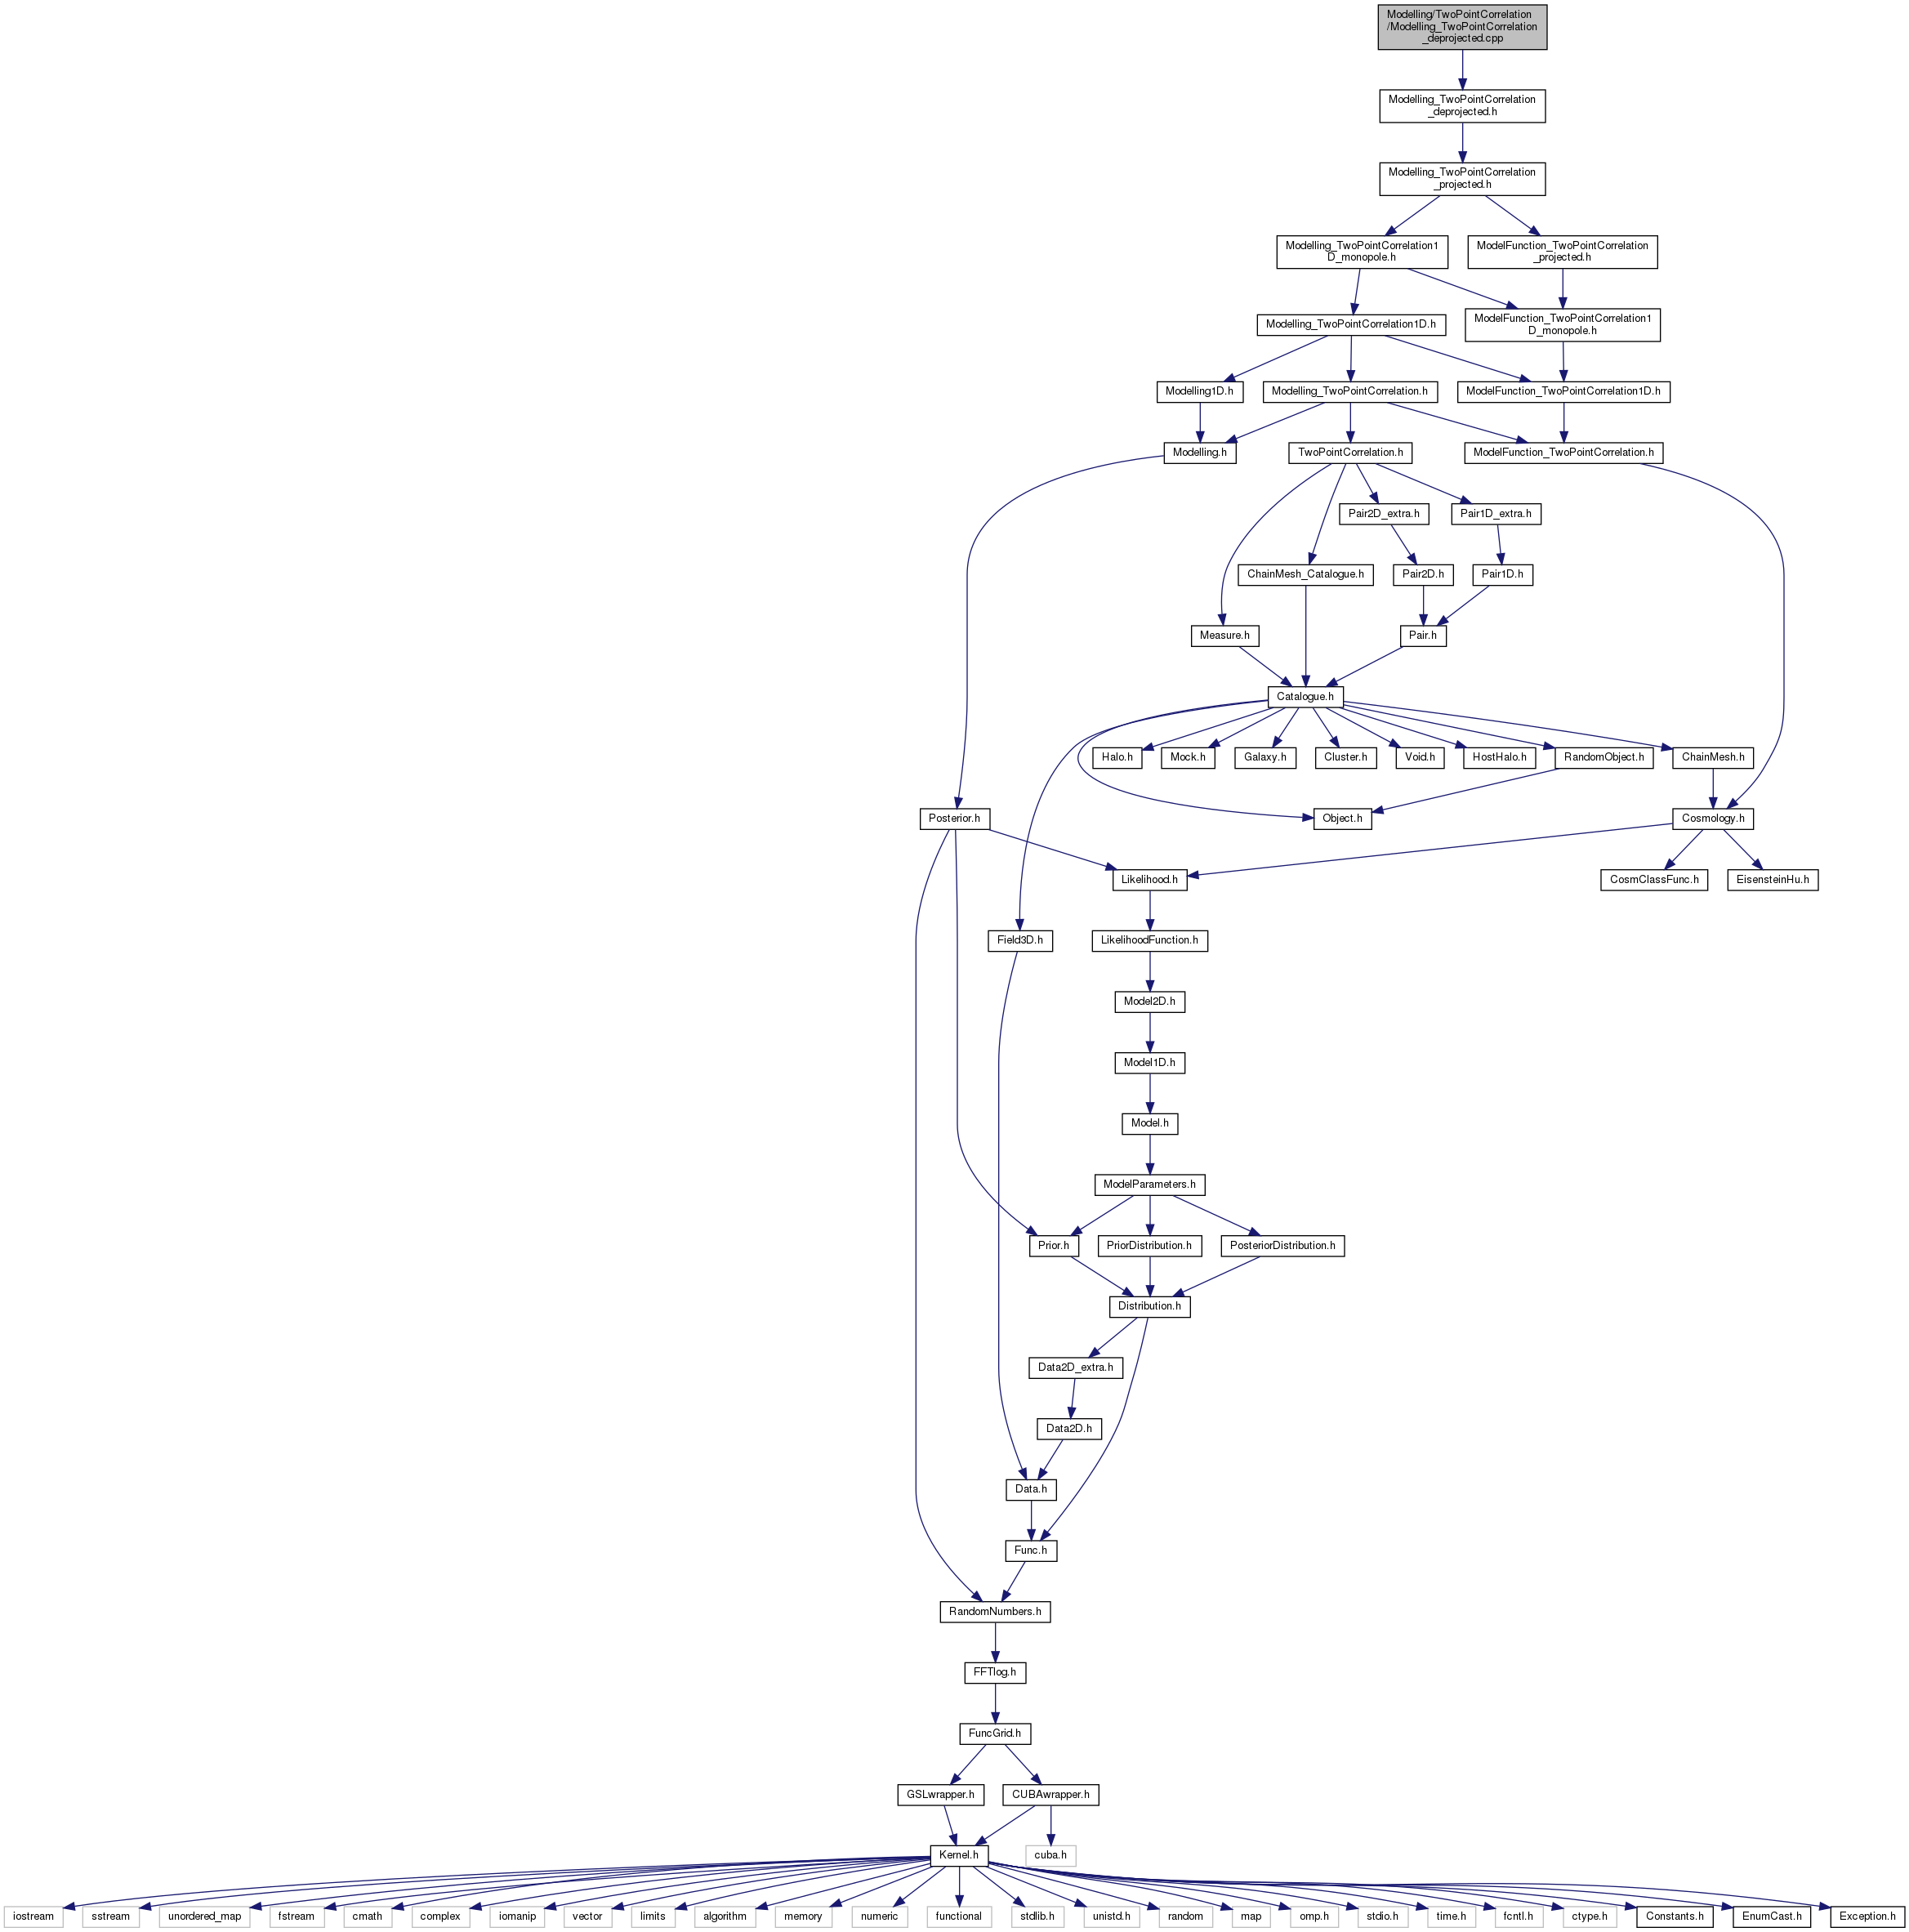 Modelling/TwoPointCorrelation
/Modelling_TwoPointCorrelation
_deprojected.cpp
Modelling_TwoPointCorrelation
_deprojected.h
Modelling_TwoPointCorrelation
_projected.h
Modelling_TwoPointCorrelation1
D_monopole.h
ModelFunction_TwoPointCorrelation
_projected.h
Modelling_TwoPointCorrelation1D.h
ModelFunction_TwoPointCorrelation1
D_monopole.h
Modelling1D.h
Modelling_TwoPointCorrelation.h
ModelFunction_TwoPointCorrelation1D.h
Modelling.h
TwoPointCorrelation.h
ModelFunction_TwoPointCorrelation.h
Pair2D_extra.h
Pair1D_extra.h
ChainMesh_Catalogue.h
Pair2D.h
Pair1D.h
Measure.h
Pair.h
Catalogue.h
Halo.h
Mock.h
Galaxy.h
Cluster.h
Void.h
HostHalo.h
RandomObject.h
ChainMesh.h
Posterior.h
Object.h
Cosmology.h
Likelihood.h
CosmClassFunc.h
EisensteinHu.h
Field3D.h
LikelihoodFunction.h
Model2D.h
Model1D.h
Model.h
ModelParameters.h
Prior.h
PriorDistribution.h
PosteriorDistribution.h
Distribution.h
Data2D_extra.h
Data2D.h
Data.h
Func.h
RandomNumbers.h
FFTlog.h
FuncGrid.h
GSLwrapper.h
CUBAwrapper.h
Kernel.h
cuba.h
iostream
sstream
unordered_map
fstream
cmath
complex
iomanip
vector
limits
algorithm
memory
numeric
functional
stdlib.h
unistd.h
random
map
omp.h
stdio.h
time.h
fcntl.h
ctype.h
Constants.h
EnumCast.h
Exception.h